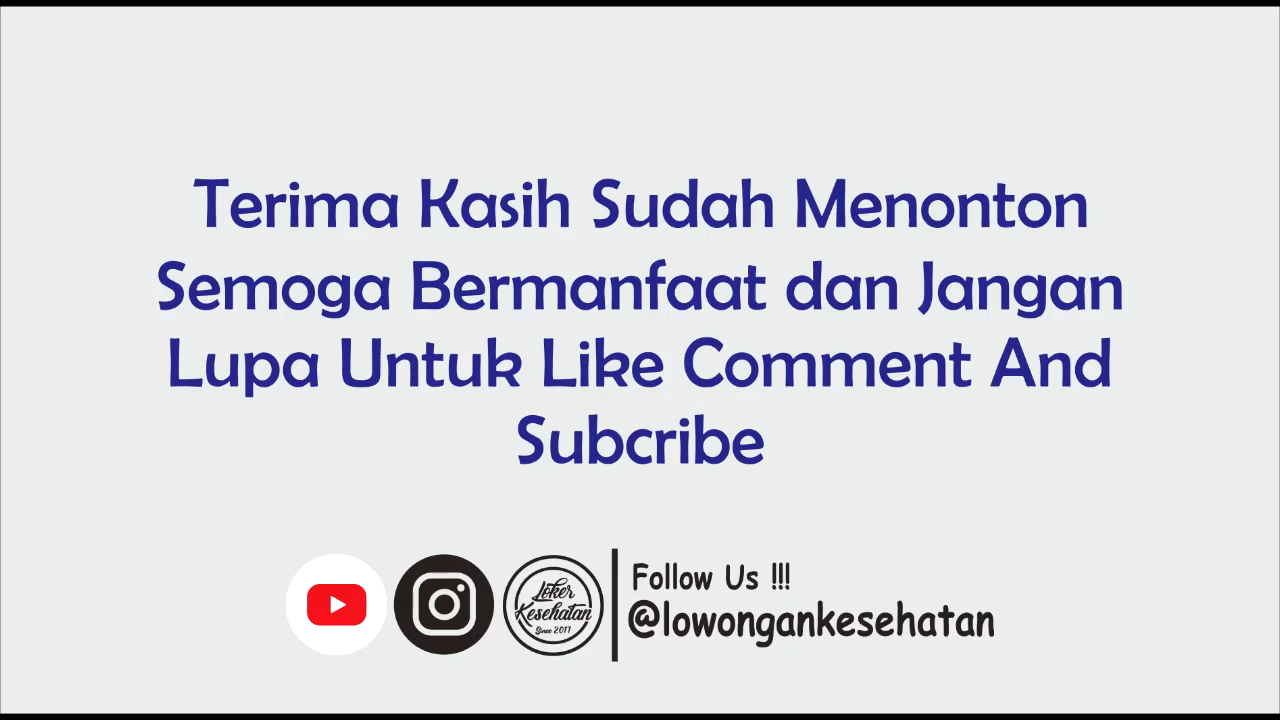 Terima Kasih Sudah Menonton
Semoga Bermanfaat dan Jangan
Lupa Untuk Like Comment And
Subcribe
Loker
Kesehatan
Since 2017
Follow Us !!!
@lowongankesehatan